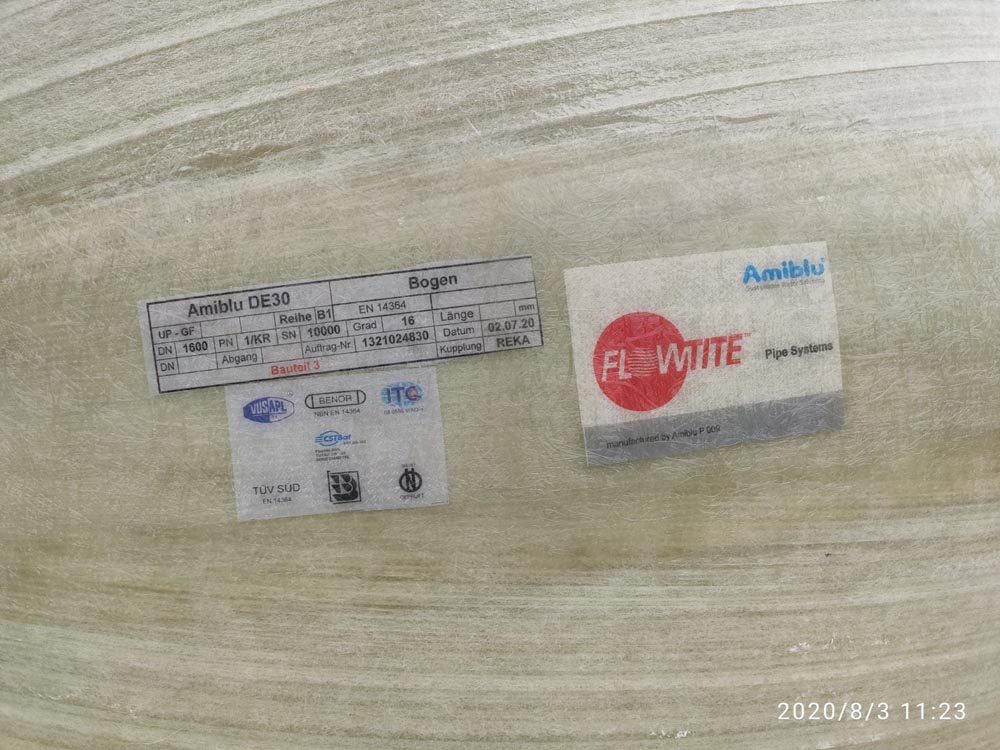 Amiblu DE30 Bogen
UP - GF Reihe B1 EN 14364 Länge mm
DN 1600 PN 1/KR SN 10000 Grad 16 Datum 02.07.20
DN Abgang Auftrag-Nr 1321024830 Kupplung REKA
Bauteil 3
VUSAPL BENOR ITC
NBN EN 14364
CSTBat
TÜV SÜD
EN 14364
GEPRÜFT
Amiblu
FLOWTITE™ Pipe Systems
manufactured by Amiblu P 009
2020/8/3 11:23